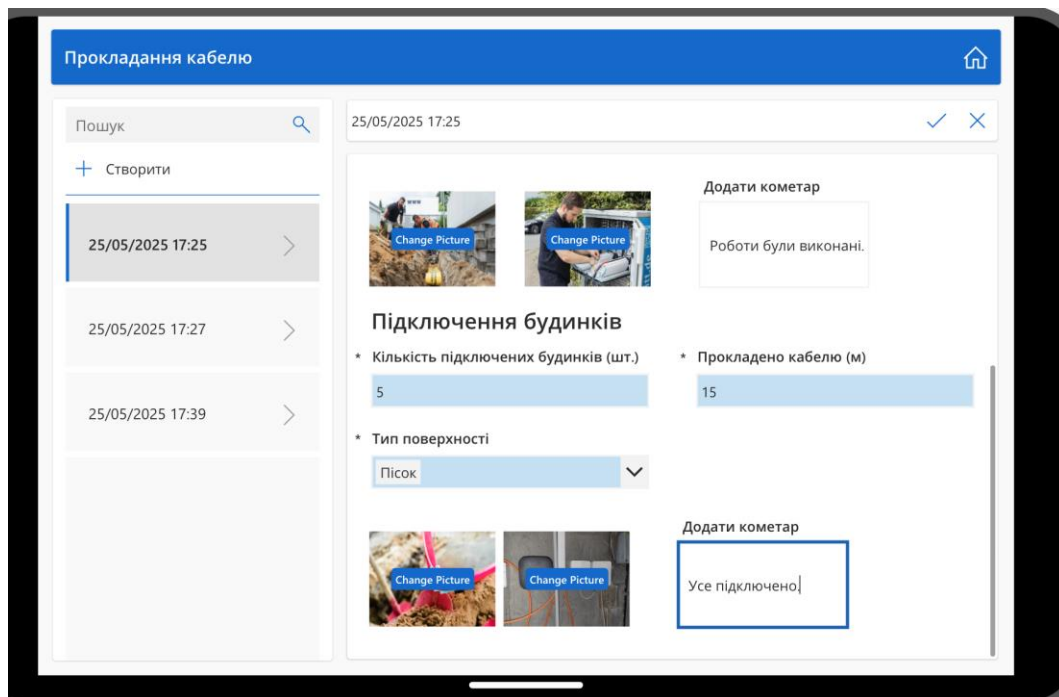 Прокладання кабелю
Пошук
Створити
25/05/2025 17:25
25/05/2025 17:27
25/05/2025 17:39
25/05/2025 17:25
Додати кометар
Change Picture
Change Picture
Роботи були виконані.
Підключення будинків
* Кількість підключених будинків (шт.)
* Прокладено кабелю (м)
5
15
* Тип поверхності
Пісок
Додати кометар
Change Picture
Change Picture
Усе підключено.